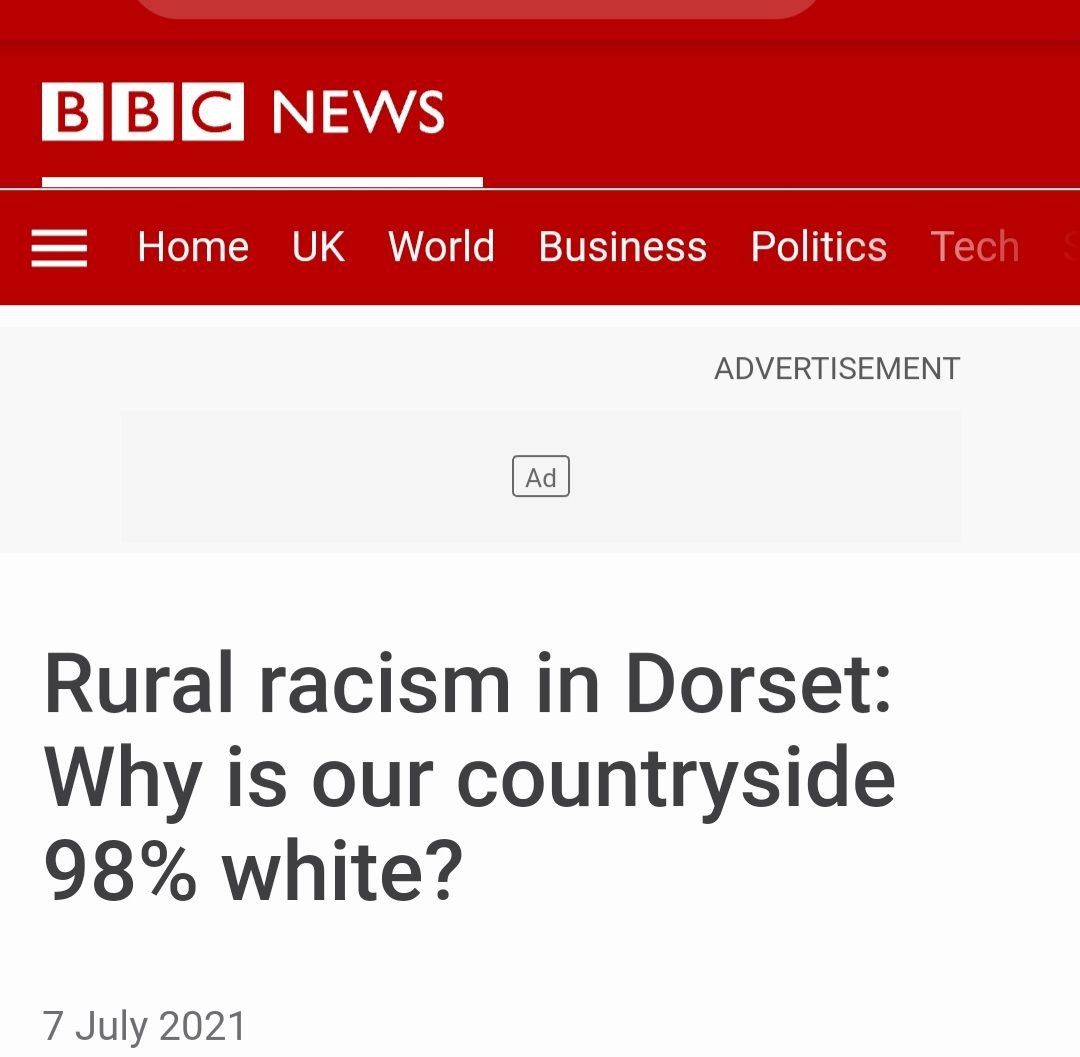 BBC NEWS
Home UK World Business Politics Tech
ADVERTISEMENT
Ad
Rural racism in Dorset:
Why is our countryside
98% white?
7 July 2021